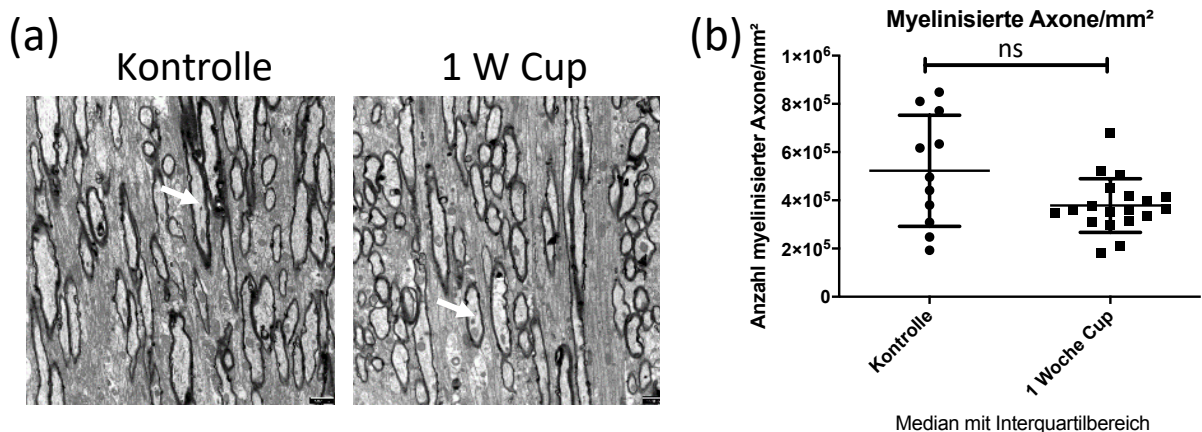 (a)
Kontrolle
1 W Cup
(b)
Myelinisierte Axone/mm²
ns
Anzahl myelinisierter Axone/mm²
1×10⁶
8×10⁵
6×10⁵
4×10⁵
2×10⁵
0
Kontrolle
1 Woche Cup
Median mit Interquartilbereich